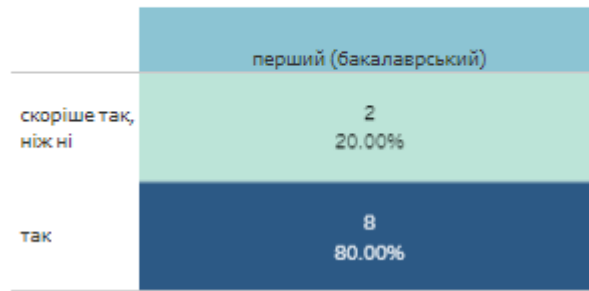 перший (бакалаврський)
скоріше так,
ніж ні
2
20.00%
так
8
80.00%